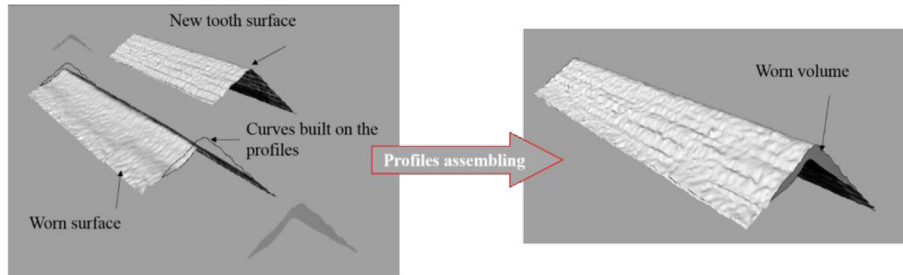 New tooth surface
Curves built on the
profiles
Worn surface
Profiles assembling
Worn volume